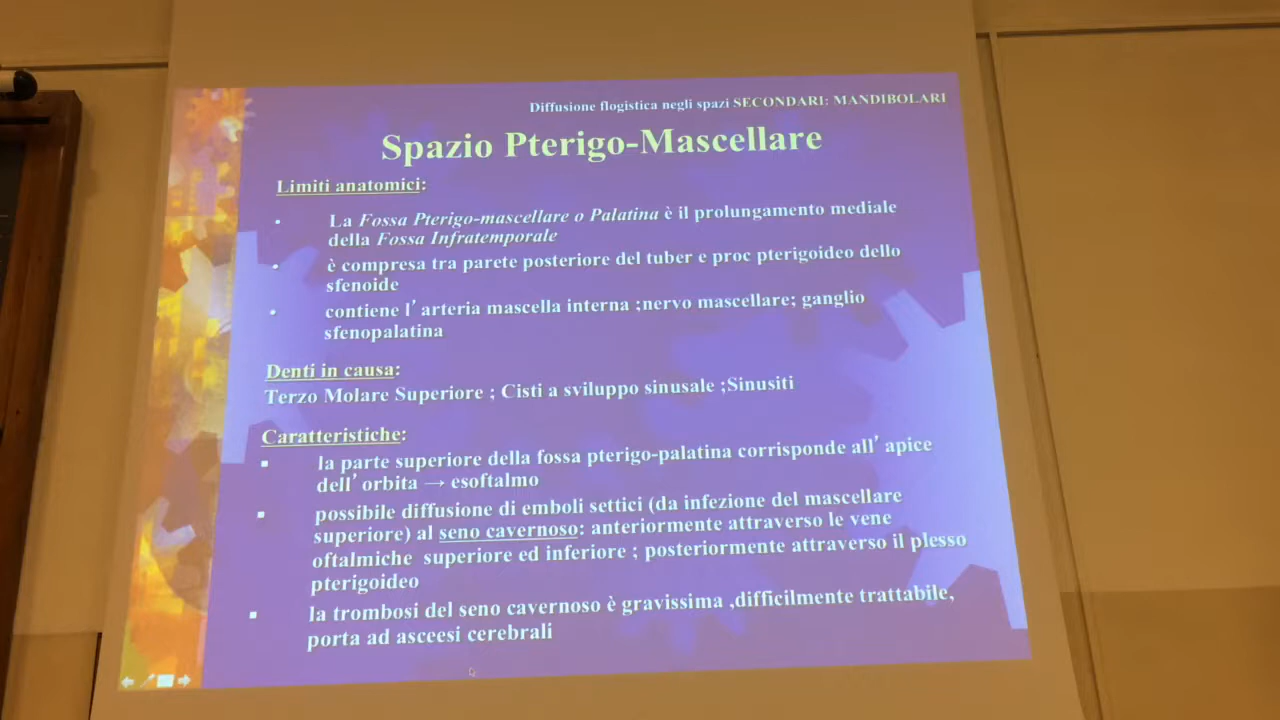 Diffusione flogistica negli spazi SECONDARI: MANDIBOLARI
Spazio Pterigo-Mascellare
Limiti anatomici:
▪ La Fossa Pterigo-mascellare o Palatina è il prolungamento mediale
della Fossa Infratemporale
▪ è compresa tra parete posteriore del tuber e proc pterigoideo dello
sfenoide
▪ contiene l'arteria mascella interna ;nervo mascellare; ganglio
sfenopalatina
Denti in causa:
Terzo Molare Superiore ; Cisti a sviluppo sinusale ;Sinusiti
Caratteristiche:
▪ la parte superiore della fossa pterigo-palatina corrisponde all'apice
dell'orbita → esoftalmo
▪ possibile diffusione di emboli settici (da infezione del mascellare
superiore) al seno cavernoso: anteriormente attraverso le vene
oftalmiche superiore ed inferiore ; posteriormente attraverso il plesso
pterigoideo
▪ la trombosi del seno cavernoso è gravissima ,difficilmente trattabile,
porta ad asceesi cerebrali